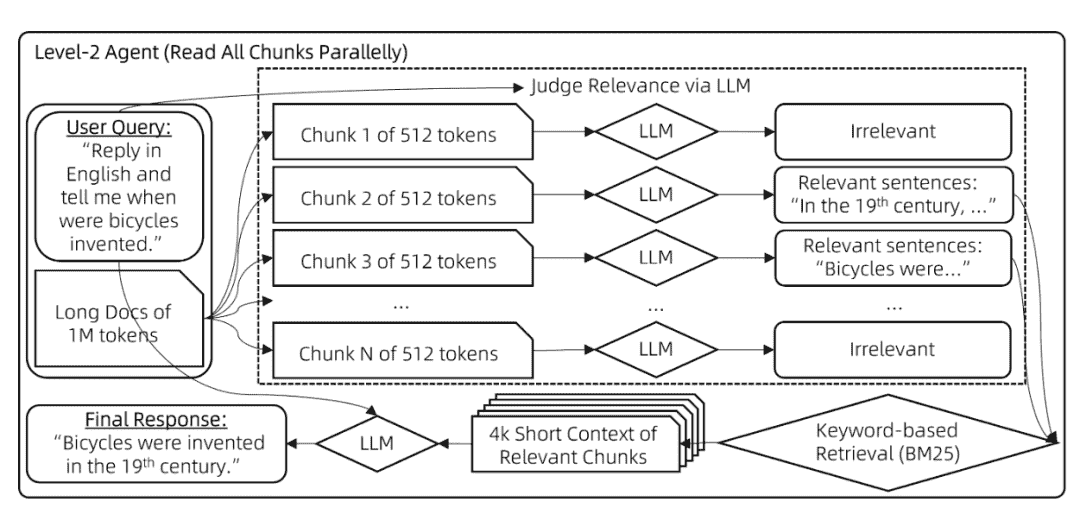 Level-2 Agent (Read All Chunks Parallelly)
Judge Relevance via LLM
User Query:
“Reply in
English and
tell me when
were bicycles
invented.”
Long Docs of
1M tokens
Chunk 1 of 512 tokens
LLM
Irrelevant
Chunk 2 of 512 tokens
LLM
Relevant sentences:
“In the 19th century, ...”
Chunk 3 of 512 tokens
LLM
Relevant sentences:
“Bicycles were...”
...
...
...
Chunk N of 512 tokens
LLM
Irrelevant
Final Response:
“Bicycles were invented
in the 19th century.”
LLM
4k Short Context of
Relevant Chunks
Keyword-based
Retrieval (BM25)